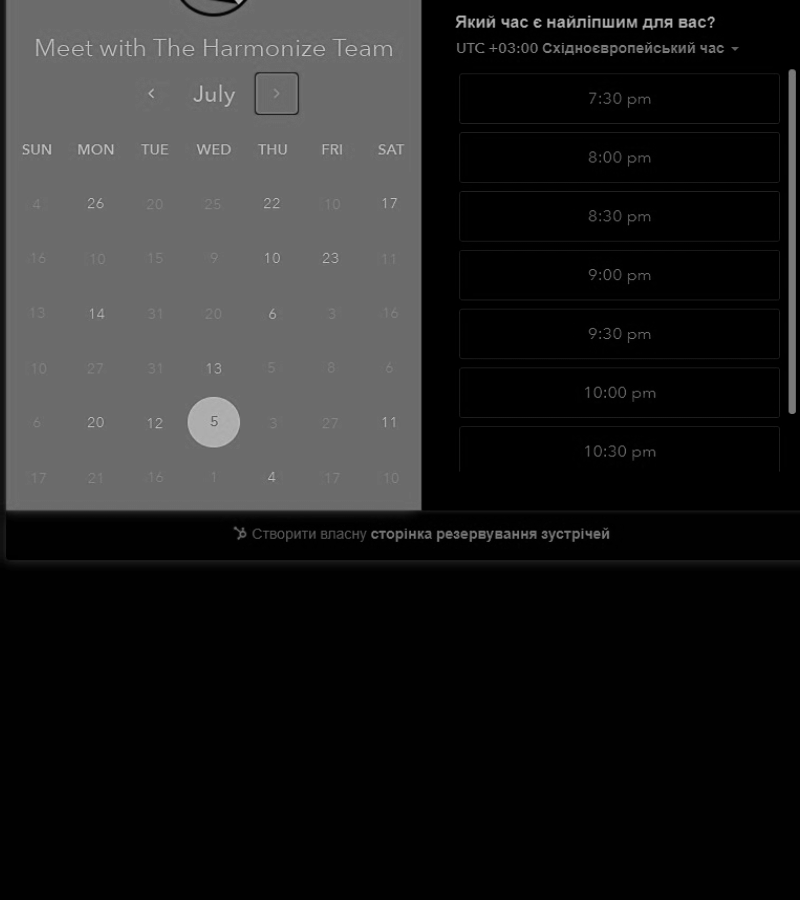 Meet with The Harmonize Team
July
SUN MON TUE WED THU FRI SAT
4 26 20 25 22 10 17
16 10 15 9 10 23 11
13 14 31 20 6 3 16
10 27 31 13 5 8 6
6 20 12 5 3 27 11
17 21 16 1 4 17 10
Який час є найліпшим для вас?
UTC +03:00 Східноєвропейський час
7:30 pm
8:00 pm
8:30 pm
9:00 pm
9:30 pm
10:00 pm
10:30 pm
Створити власну сторінка резервування зустрічей